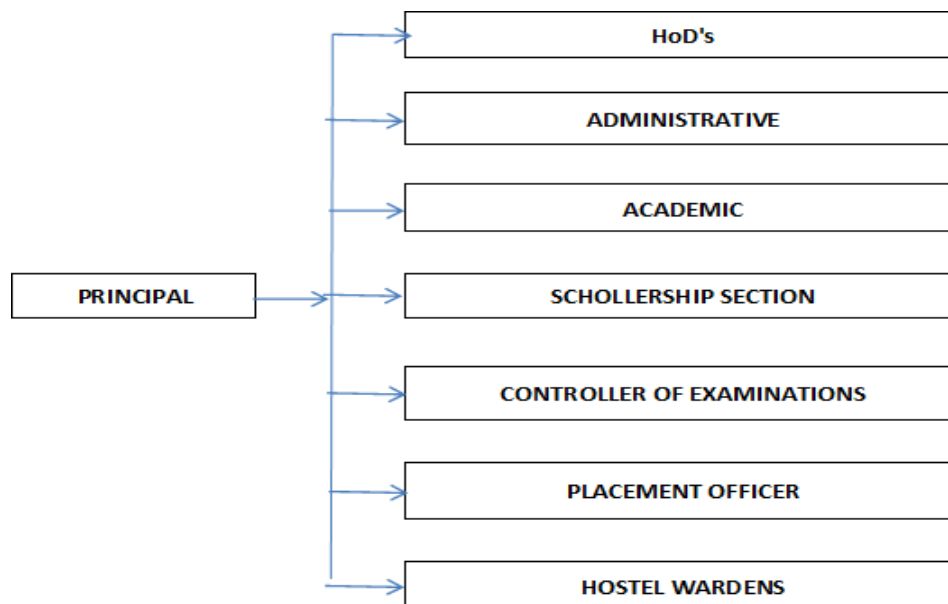 HoD's
ADMINISTRATIVE
ACADEMIC
PRINCIPAL
SCHOLLERSHIP SECTION
CONTROLLER OF EXAMINATIONS
PLACEMENT OFFICER
HOSTEL WARDENS